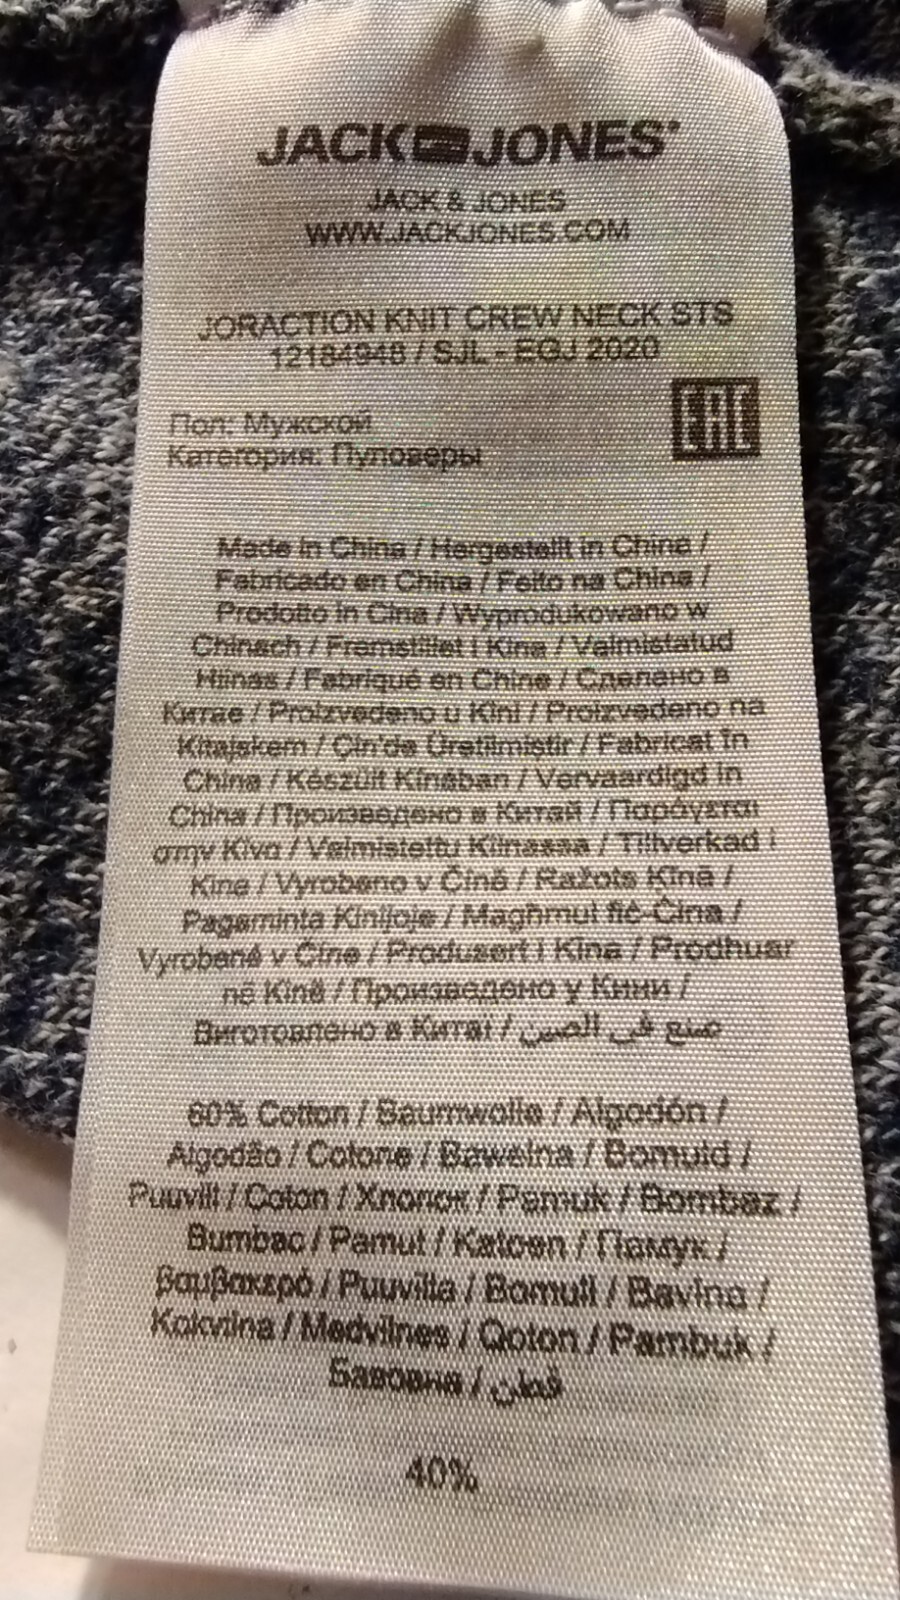 JACK JONES
JACK & JONES
WWW.JACKJONES.COM
JORACTION KNIT CREW NECK STS
12184948 / SJL - EGJ 2020
Пол: Мужской
EAC
Категория: Пуловеры
Made in China / Hergestellt in China /
Fabricado en China / Feito na China /
Prodotto in Cina / Wyprodukowano w
Chinach / Fremstillet i Kina / Valmistatud
Hiinas / Fabriqué en Chine / Сделано в
Китае / Proizvedeno u Kini / Proizvedeno na
Kitajskem / Çin'de Üretilmiştir / Fabricat în
China / Készült Kínában / Vervaardigd in
China / Произведено в Китай / Παράγεται
στην Κίνα / Valmistettu Kiinassa / Tillverkad i
Kina / Vyrobeno v Číně / Ražots Ķīnā /
Pagaminta Kinijoje / Magħmul fiċ-Ċina /
Vyrobené v Číne / Produsert i Kina / Prodhuar
në Kinë / Произведено у Кини /
Виготовлено в Китаї / صنع في الصين
60% Cotton / Baumwolle / Algodón /
Algodão / Cotone / Bawełna / Bomuld /
Puuvill / Coton / Хлопок / Pamuk / Bombaž /
Bumbac / Pamut / Katoen / Памук /
βαμβακερό / Puuvilla / Bomull / Bavlna /
Kokvilna / Medvilnės / Qoton / Pambuk /
Бавовна / قطن
40%